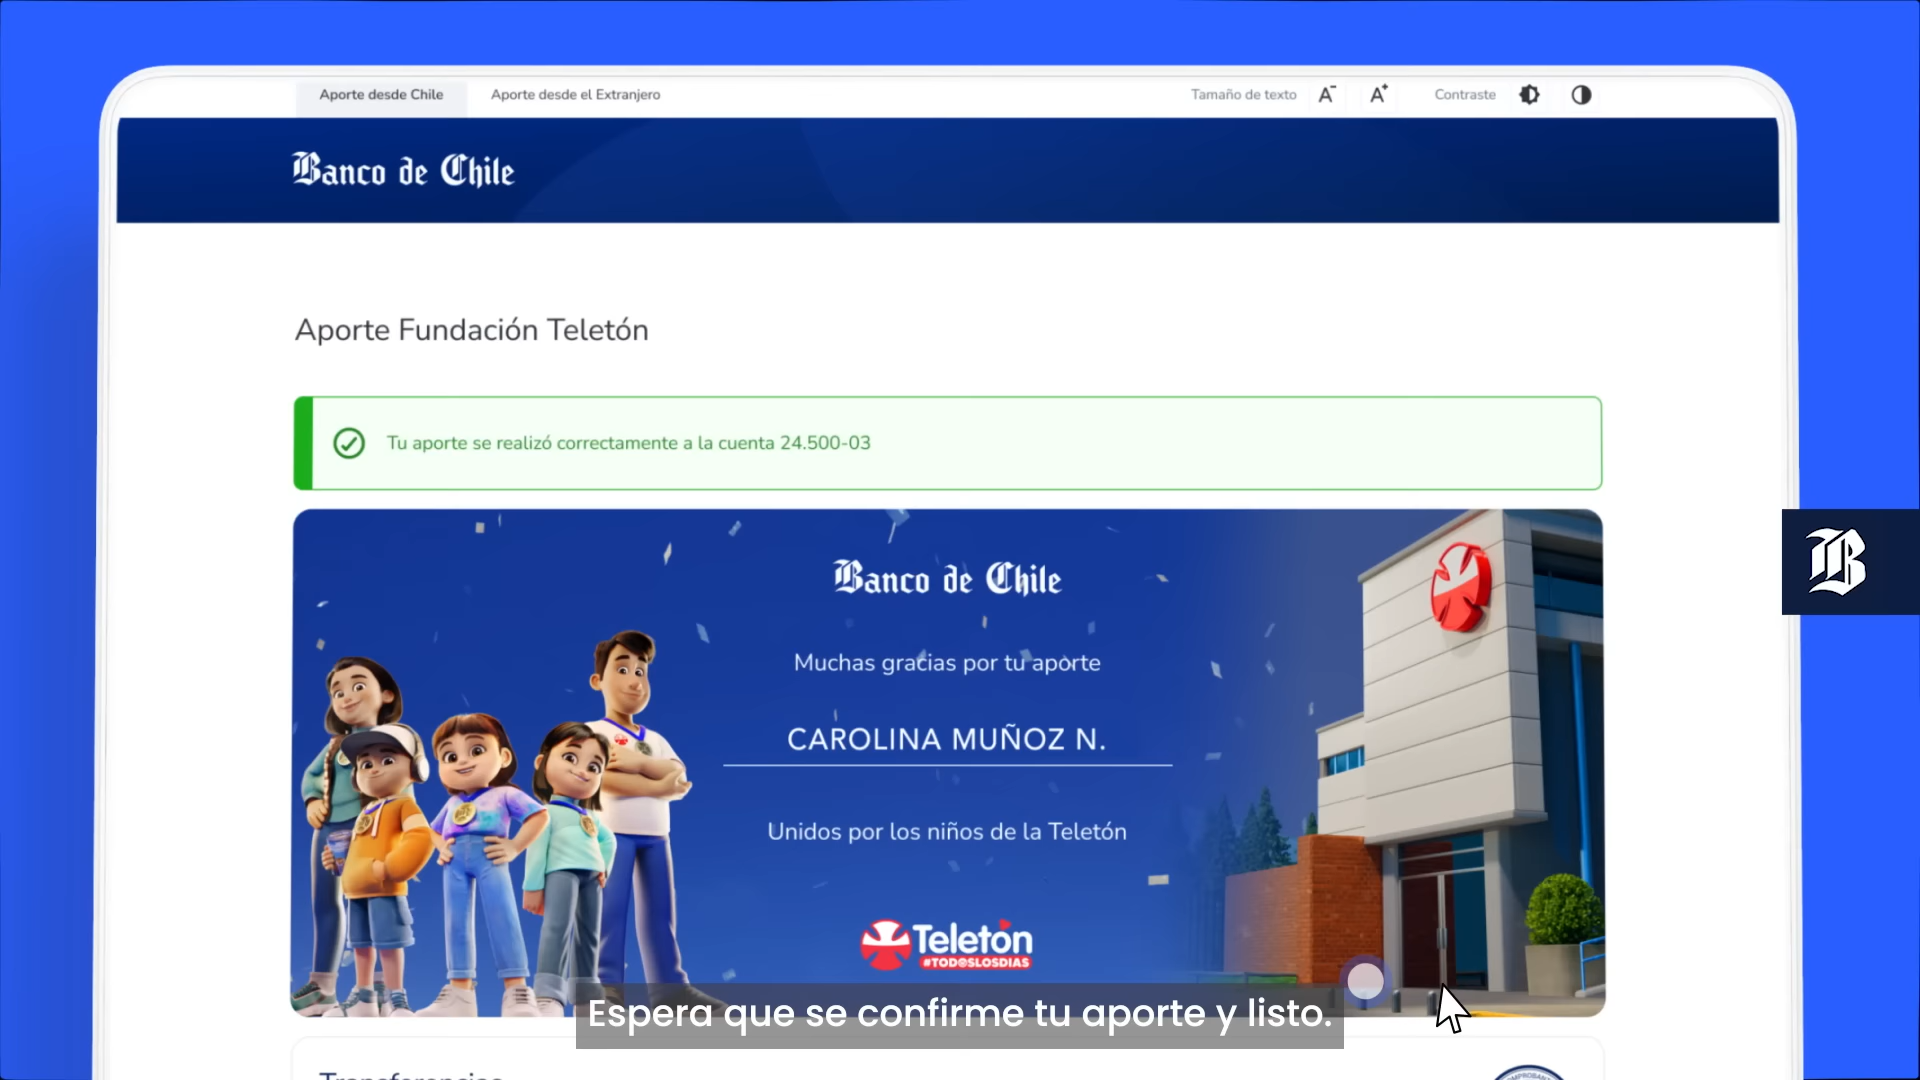 Aporte desde Chile
Aporte desde el Extranjero
Tamaño de texto A- A+
Contraste
Banco de Chile
Aporte Fundación Teletón
Tu aporte se realizó correctamente a la cuenta 24.500-03
Banco de Chile
Muchas gracias por tu aporte
CAROLINA MUÑOZ N.
Unidos por los niños de la Teletón
Teletón
#TODOSLOSDIAS
B
Espera que se confirme tu aporte y listo.
Transferencias